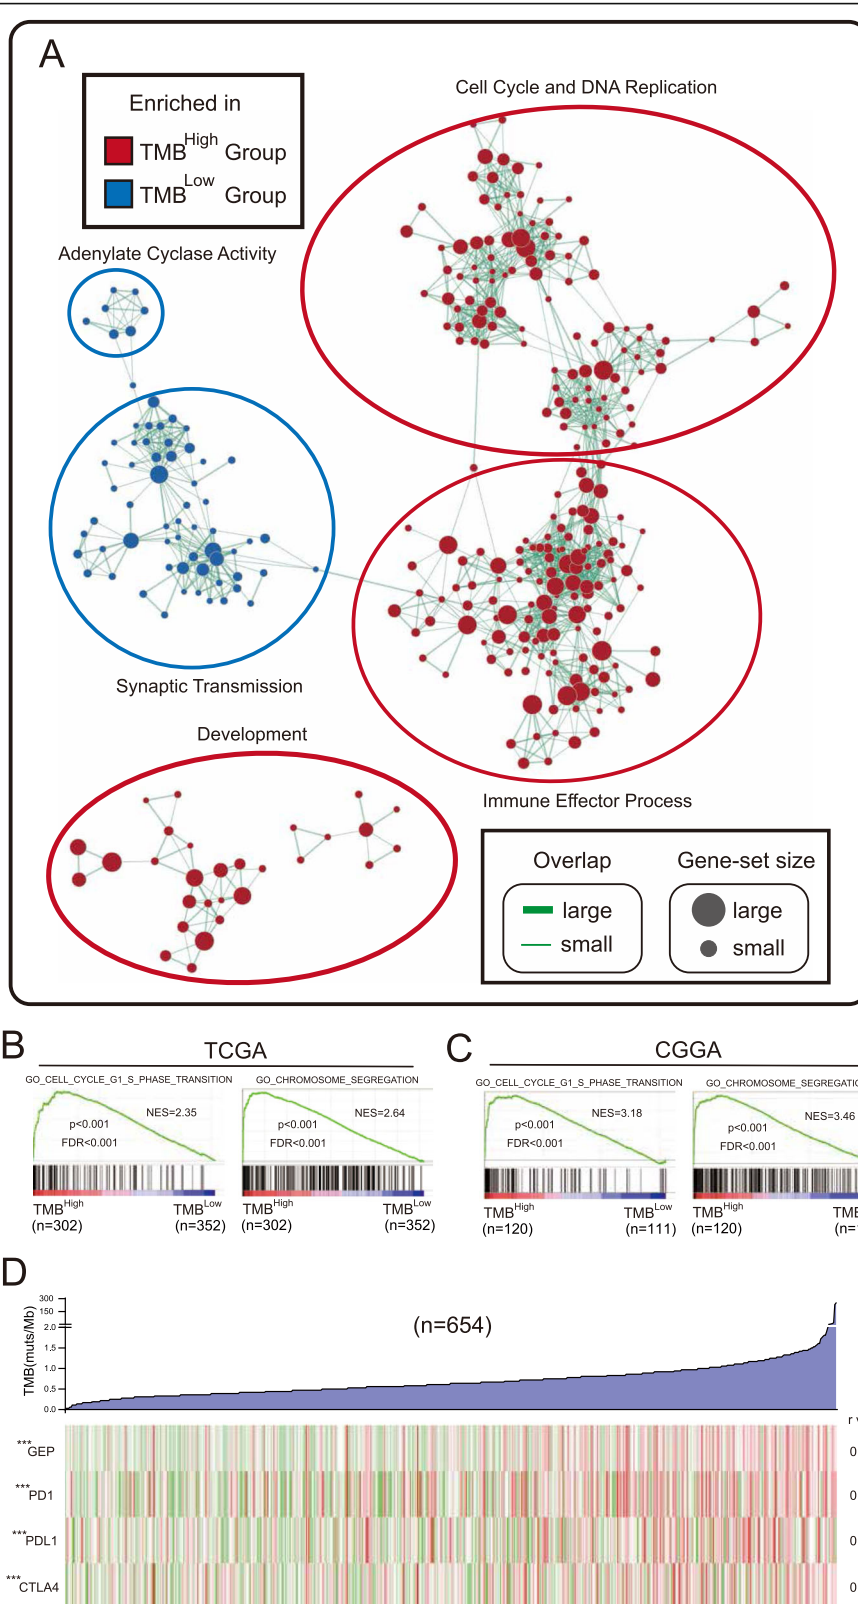 A
Enriched in
TMBHigh Group
TMBLow Group
Cell Cycle and DNA Replication
Adenylate Cyclase Activity
Synaptic Transmission
Development
Immune Effector Process
Overlap
large
small
Gene-set size
large
small
B
TCGA
GO_CELL_CYCLE_G1_S_PHASE_TRANSITION
NES=2.35
p<0.001
FDR<0.001
TMBHigh
(n=302)
TMBLow
(n=352)
GO_CHROMOSOME_SEGREGATION
NES=2.64
p<0.001
FDR<0.001
TMBHigh
(n=302)
TMBLow
(n=352)
C
CGGA
GO_CELL_CYCLE_G1_S_PHASE_TRANSITION
NES=3.18
p<0.001
FDR<0.001
TMBHigh
(n=120)
TMBLow
(n=111)
GO_CHROMOSOME_SEGREGATIO
NES=3.46
p<0.001
FDR<0.001
TMBHigh
(n=120)
D
TMB(muts/Mb)
300
150
2.0
1.5
1.0
0.5
0.0
(n=654)
r
***GEP
0
***PD1
0
***PDL1
0
***CTLA4
0